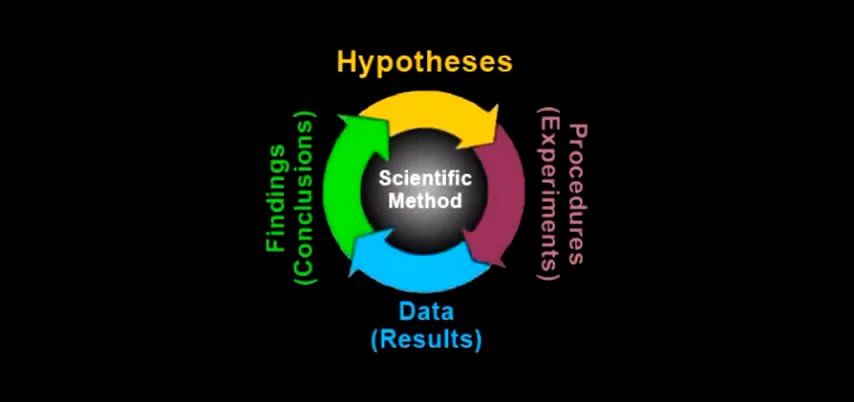 Hypotheses
Procedures
(Experiments)
Data
(Results)
Findings
(Conclusions)
Scientific
Method